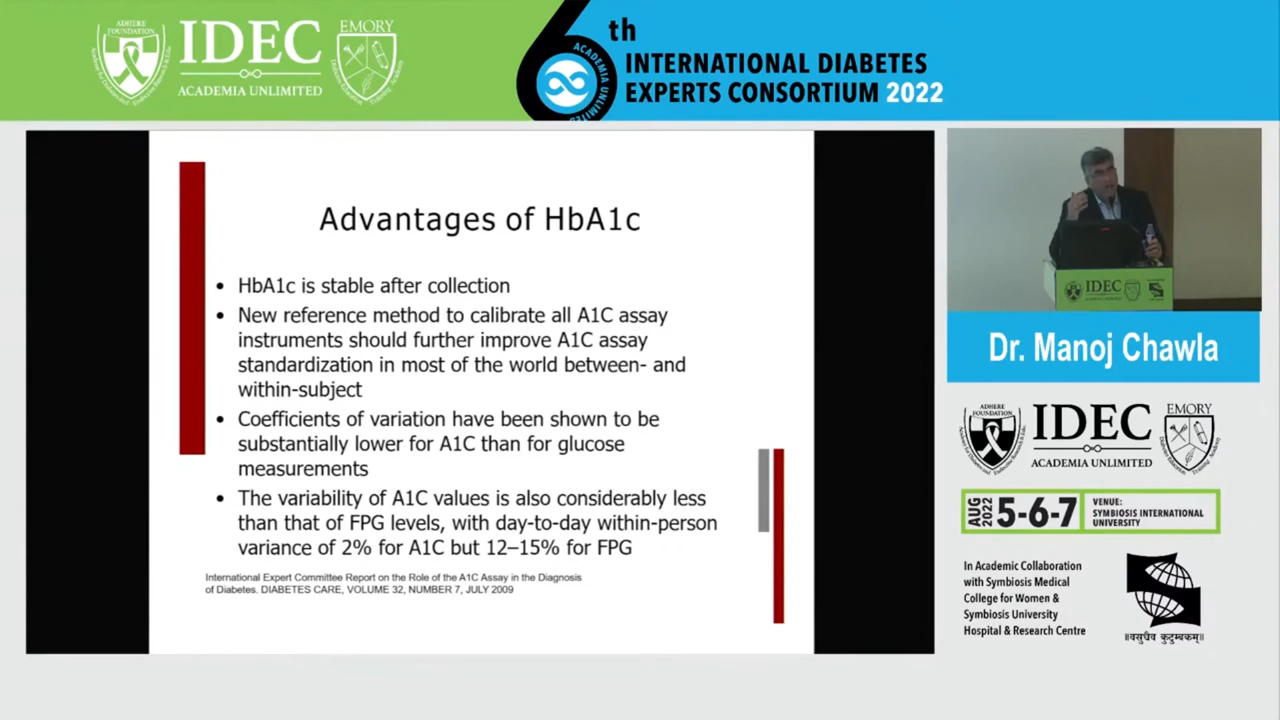 ADHERE
FOUNDATION
IDEC
ACADEMIA UNLIMITED
EMORY
6th
ACADEMIA UNLIMITED
INTERNATIONAL DIABETES
EXPERTS CONSORTIUM 2022
Advantages of HbA1c
• HbA1c is stable after collection
• New reference method to calibrate all A1C assay
instruments should further improve A1C assay
standardization in most of the world between- and
within-subject
• Coefficients of variation have been shown to be
substantially lower for A1C than for glucose
measurements
• The variability of A1C values is also considerably less
than that of FPG levels, with day-to-day within-person
variance of 2% for A1C but 12–15% for FPG
International Expert Committee Report on the Role of the A1C Assay in the Diagnosis
of Diabetes. DIABETES CARE, VOLUME 32, NUMBER 7, JULY 2009
IDEC
Dr. Manoj Chawla
ADHERE
FOUNDATION
IDEC
ACADEMIA UNLIMITED
EMORY
AUG
2022
5-6-7
VENUE:
SYMBIOSIS INTERNATIONAL
UNIVERSITY
In Academic Collaboration
with Symbiosis Medical
College for Women &
Symbiosis University
Hospital & Research Centre
॥वसुधैव कुटुम्बकम्॥